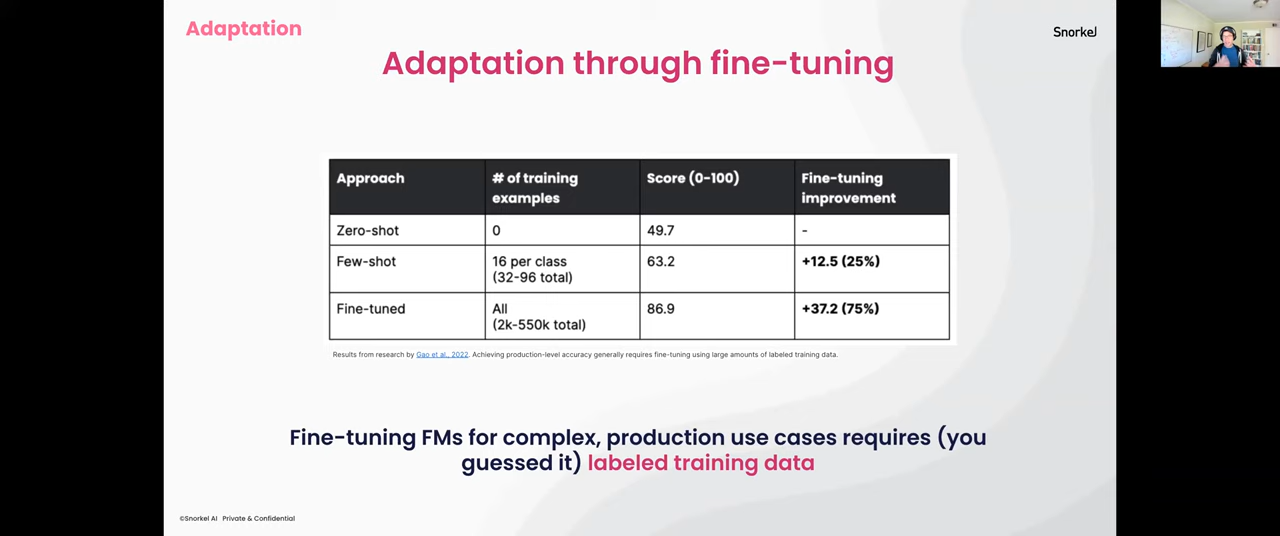 Adaptation
Snorkel
Adaptation through fine-tuning
Approach
# of training
examples
Score (0-100)
Fine-tuning
improvement
Zero-shot
0
49.7
-
Few-shot
16 per class
(32-96 total)
63.2
+12.5 (25%)
Fine-tuned
All
(2k-550k total)
86.9
+37.2 (75%)
Results from research by Gao et al., 2022. Achieving production-level accuracy generally requires fine-tuning using large amounts of labeled training data.
Fine-tuning FMs for complex, production use cases requires (you
guessed it) labeled training data
©Snorkel AI Private & Confidential